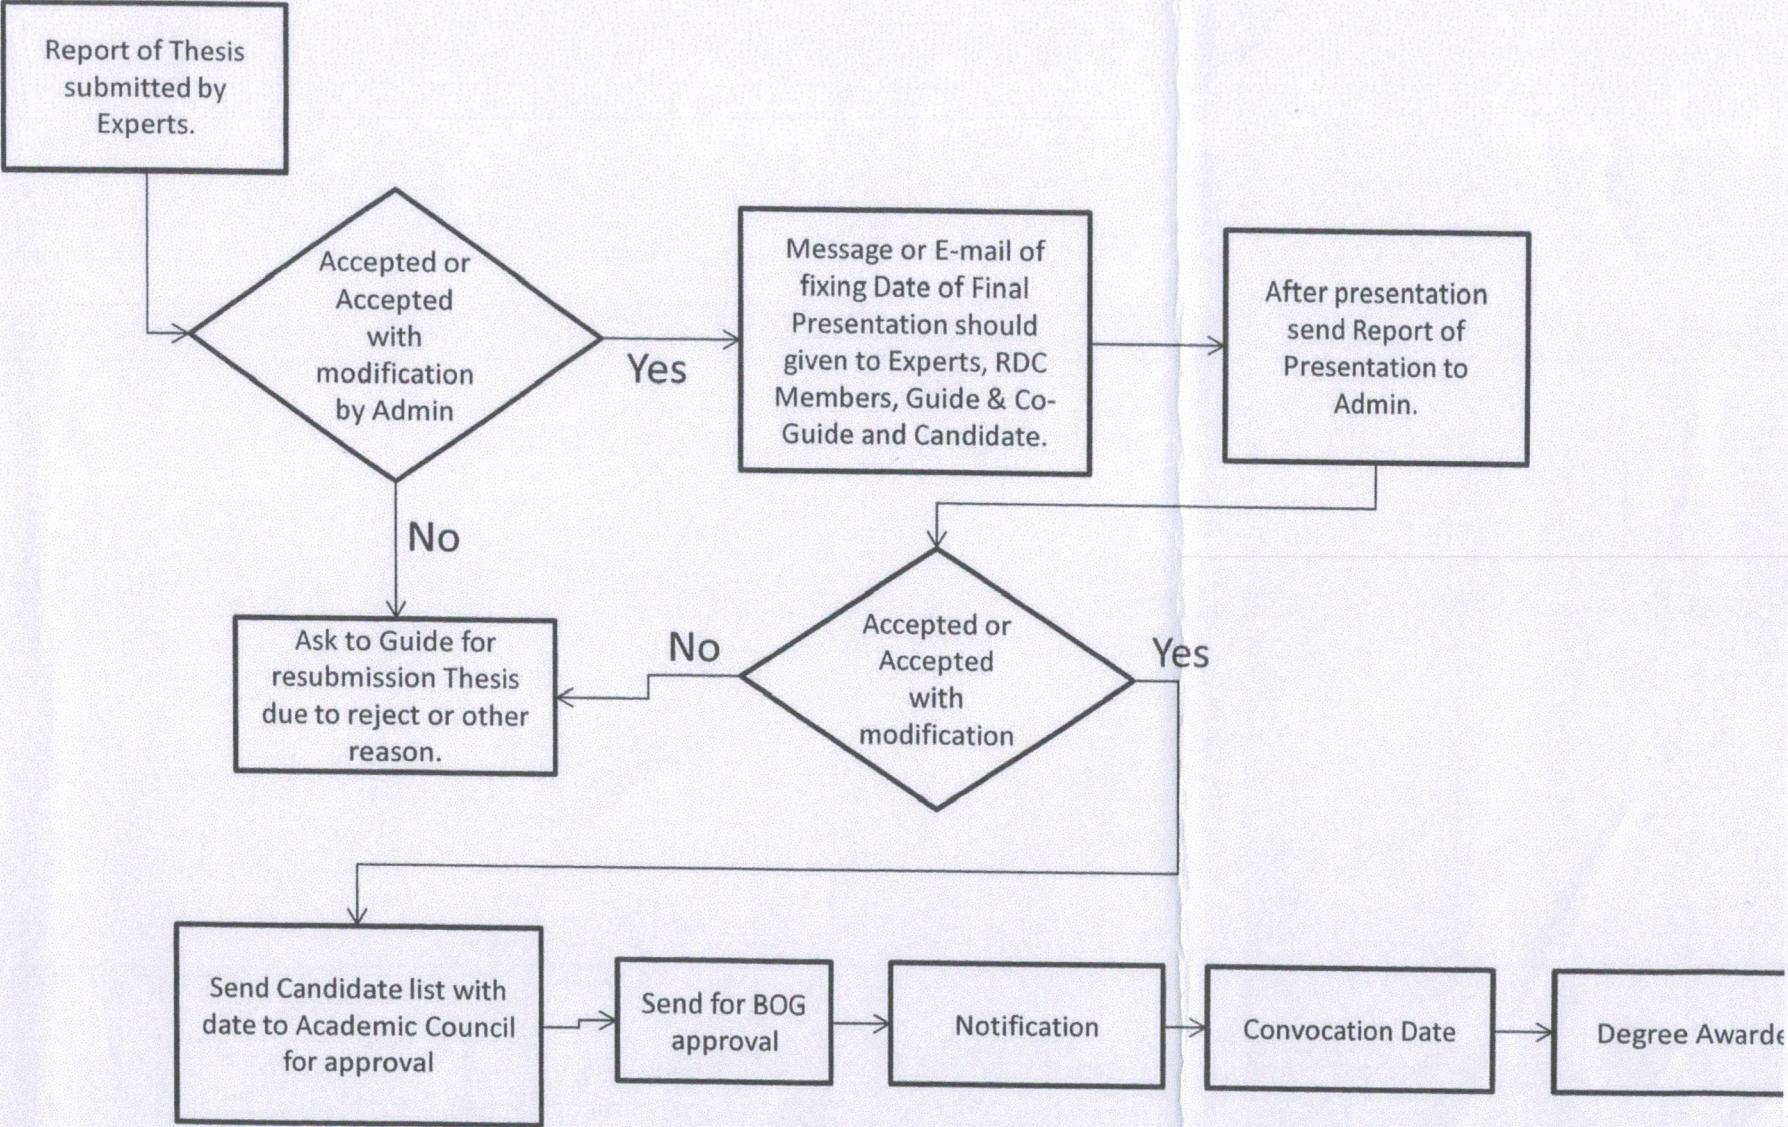 Report of Thesis
submitted by
Experts.
Accepted or
Accepted
with
modification
by Admin
Yes
No
Message or E-mail of
fixing Date of Final
Presentation should
given to Experts, RDC
Members, Guide & Co-
Guide and Candidate.
After presentation
send Report of
Presentation to
Admin.
Accepted or
Accepted
with
modification
No
Yes
Ask to Guide for
resubmission Thesis
due to reject or other
reason.
Send Candidate list with
date to Academic Council
for approval
Send for BOG
approval
Notification
Convocation Date
Degree Awarde